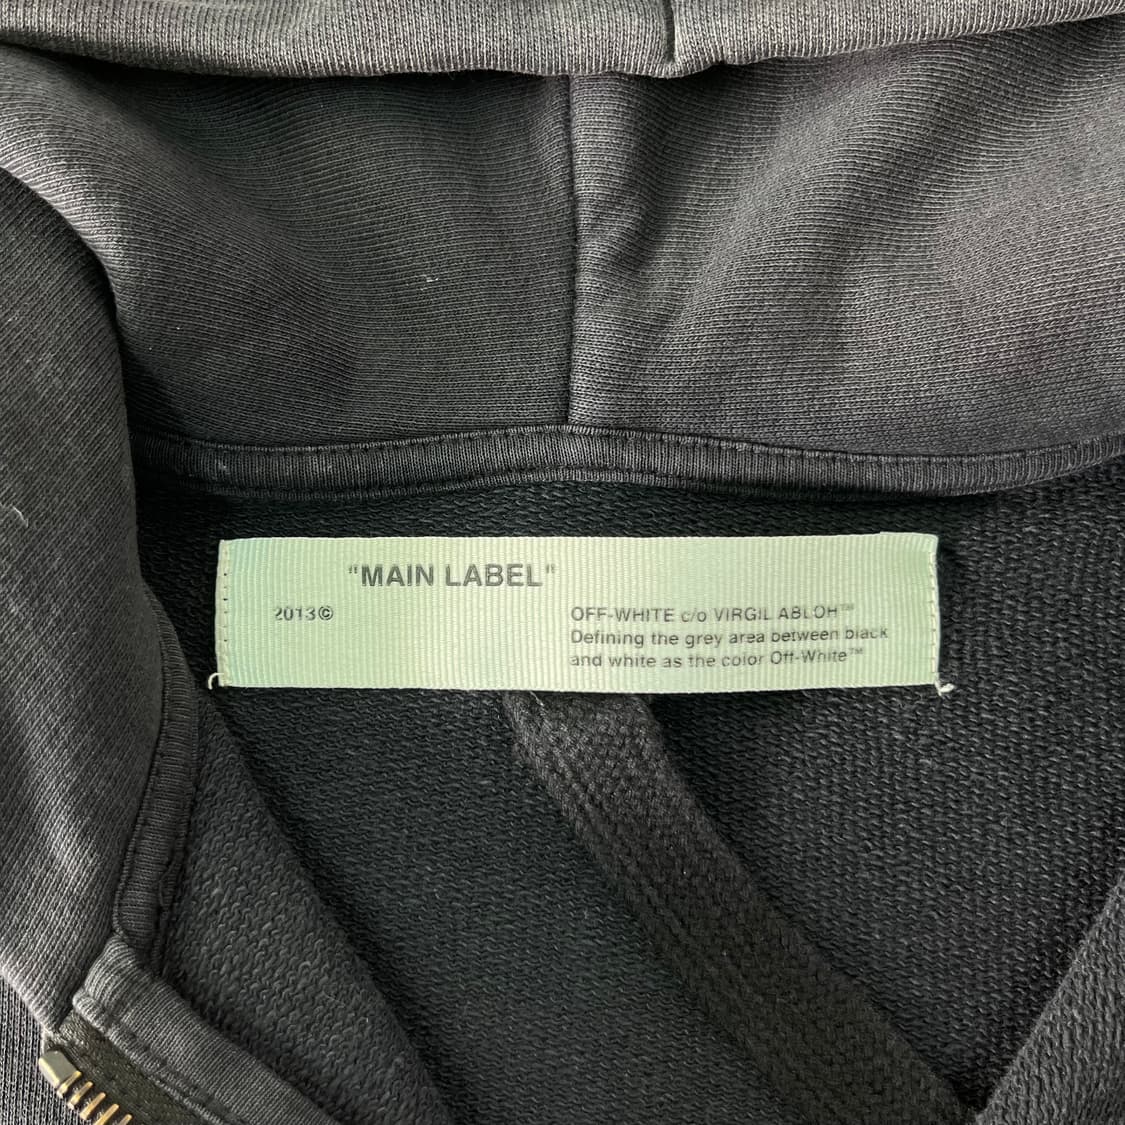 "MAIN LABEL"
2013©
OFF-WHITE c/o VIRGIL ABLOH™
Defining the grey area between black
and white as the color Off-White™